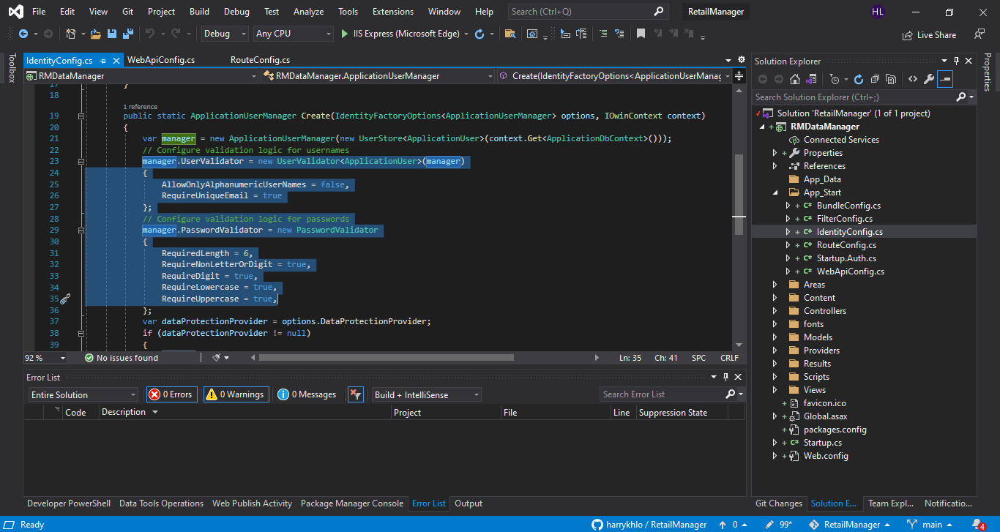 File Edit View Git Project Build Debug Test Analyze Tools Extensions Window Help Search (Ctrl+Q) RetailManager HL
Debug Any CPU IIS Express (Microsoft Edge) Live Share
Toolbox
IdentityConfig.cs WebApiConfig.cs RouteConfig.cs
RMDataManager RMDataManager.ApplicationUserManager Create(IdentityFactoryOptions<ApplicationUserManag
17 }
18
1 reference
19 public static ApplicationUserManager Create(IdentityFactoryOptions<ApplicationUserManager> options, IOwinContext context)
20 {
21 var manager = new ApplicationUserManager(new UserStore<ApplicationUser>(context.Get<ApplicationDbContext>()));
22 // Configure validation logic for usernames
23 manager.UserValidator = new UserValidator<ApplicationUser>(manager)
24 {
25 AllowOnlyAlphanumericUserNames = false,
26 RequireUniqueEmail = true
27 };
28 // Configure validation logic for passwords
29 manager.PasswordValidator = new PasswordValidator
30 {
31 RequiredLength = 6,
32 RequireNonLetterOrDigit = true,
33 RequireDigit = true,
34 RequireLowercase = true,
35 RequireUppercase = true,
36 };
37 var dataProtectionProvider = options.DataProtectionProvider;
38 if (dataProtectionProvider != null)
39 {
92 % No issues found Ln: 35 Ch: 41 SPC CRLF
Error List
Entire Solution 0 Errors 0 Warnings 0 Messages Build + IntelliSense Search Error List
Code Description Project File Line Suppression State
Developer PowerShell Data Tools Operations Web Publish Activity Package Manager Console Error List Output
Solution Explorer
Search Solution Explorer (Ctrl+;)
Solution 'RetailManager' (1 of 1 project)
RMDataManager
Connected Services
Properties
References
App_Data
App_Start
C# BundleConfig.cs
C# FilterConfig.cs
C# IdentityConfig.cs
C# RouteConfig.cs
C# Startup.Auth.cs
C# WebApiConfig.cs
Areas
Content
Controllers
fonts
Models
Providers
Results
Scripts
Views
favicon.ico
Global.asax
packages.config
C# Startup.cs
Web.config
Git Changes Solution E... Team Expl... Notificatio...
Properties
Ready harrykhlo / RetailManager 0 99* RetailManager main 4